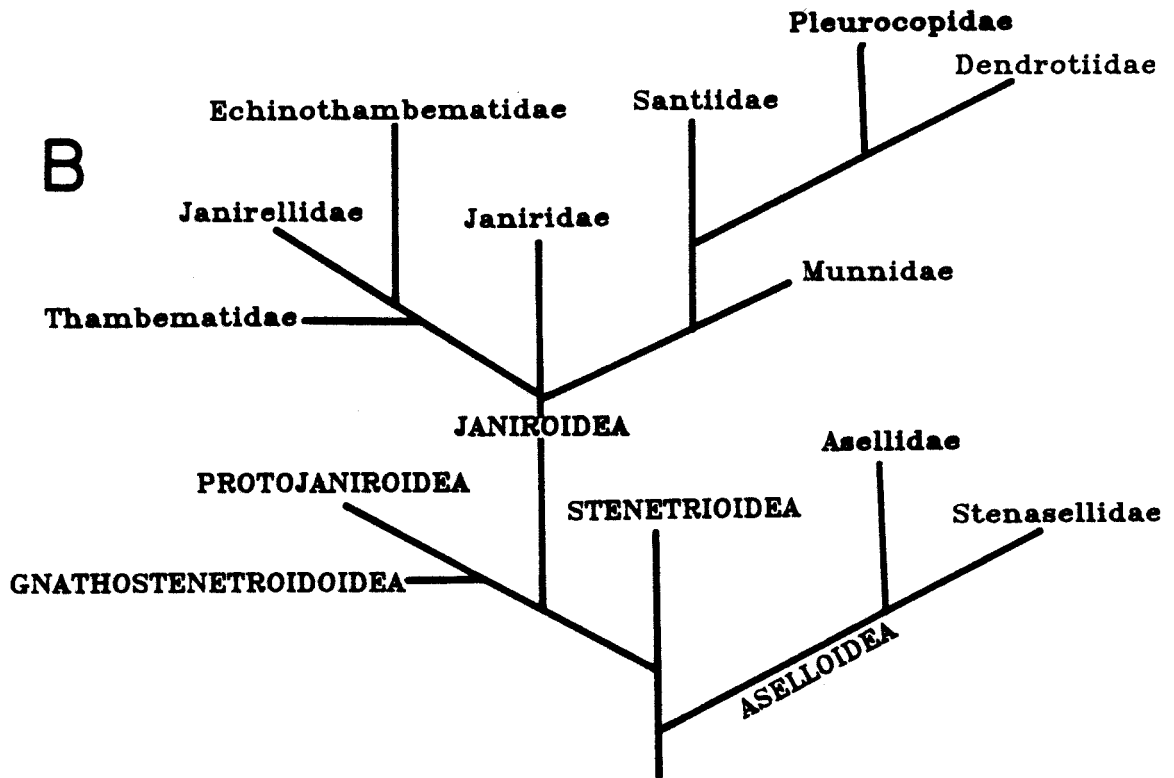 Pleurocopidae
Dendrotiidae
Echinothambematidae
Santiidae
B
Janirellidae
Janiridae
Munnidae
Thambematidae
JANIROIDEA
Asellidae
PROTOJANIROIDEA
STENETRIOIDEA
Stenasellidae
GNATHOSTENETROIDOIDEA
ASELLOIDEA